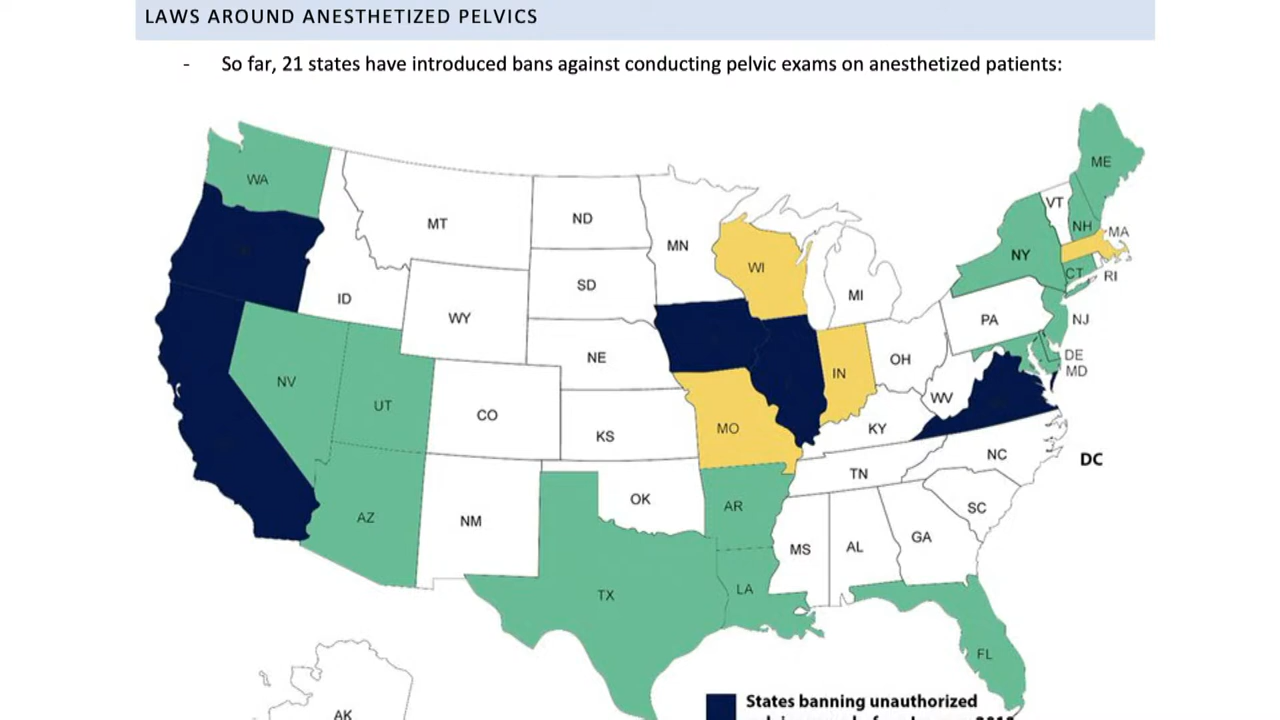 LAWS AROUND ANESTHETIZED PELVICS
- So far, 21 states have introduced bans against conducting pelvic exams on anesthetized patients:
ME
WA
VT
MT
ND
NH
MA
MN
NY
WI
CT
RI
SD
MI
ID
WY
PA
NJ
NE
OH
DE
IN
MD
NV
UT
WV
CO
MO
KY
KS
NC
DC
TN
OK
AR
SC
AZ
NM
GA
MS
AL
LA
TX
FL
States banning unauthorized
AK